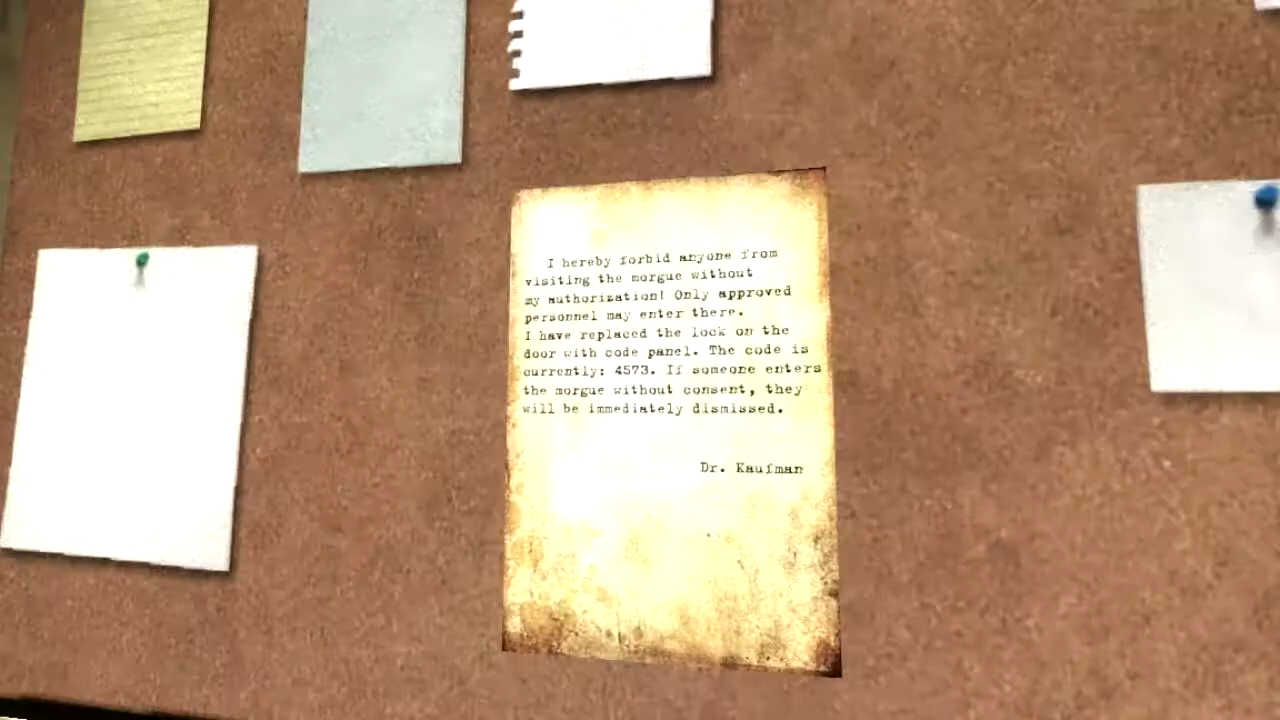 I hereby forbid anyone from
visiting the morgue without
my authorization! Only approved
personnel may enter there.
I have replaced the lock on the
door with code panel. The code is
currently: 4573. If someone enters
the morgue without consent, they
will be immediately dismissed.
Dr. Kaufman